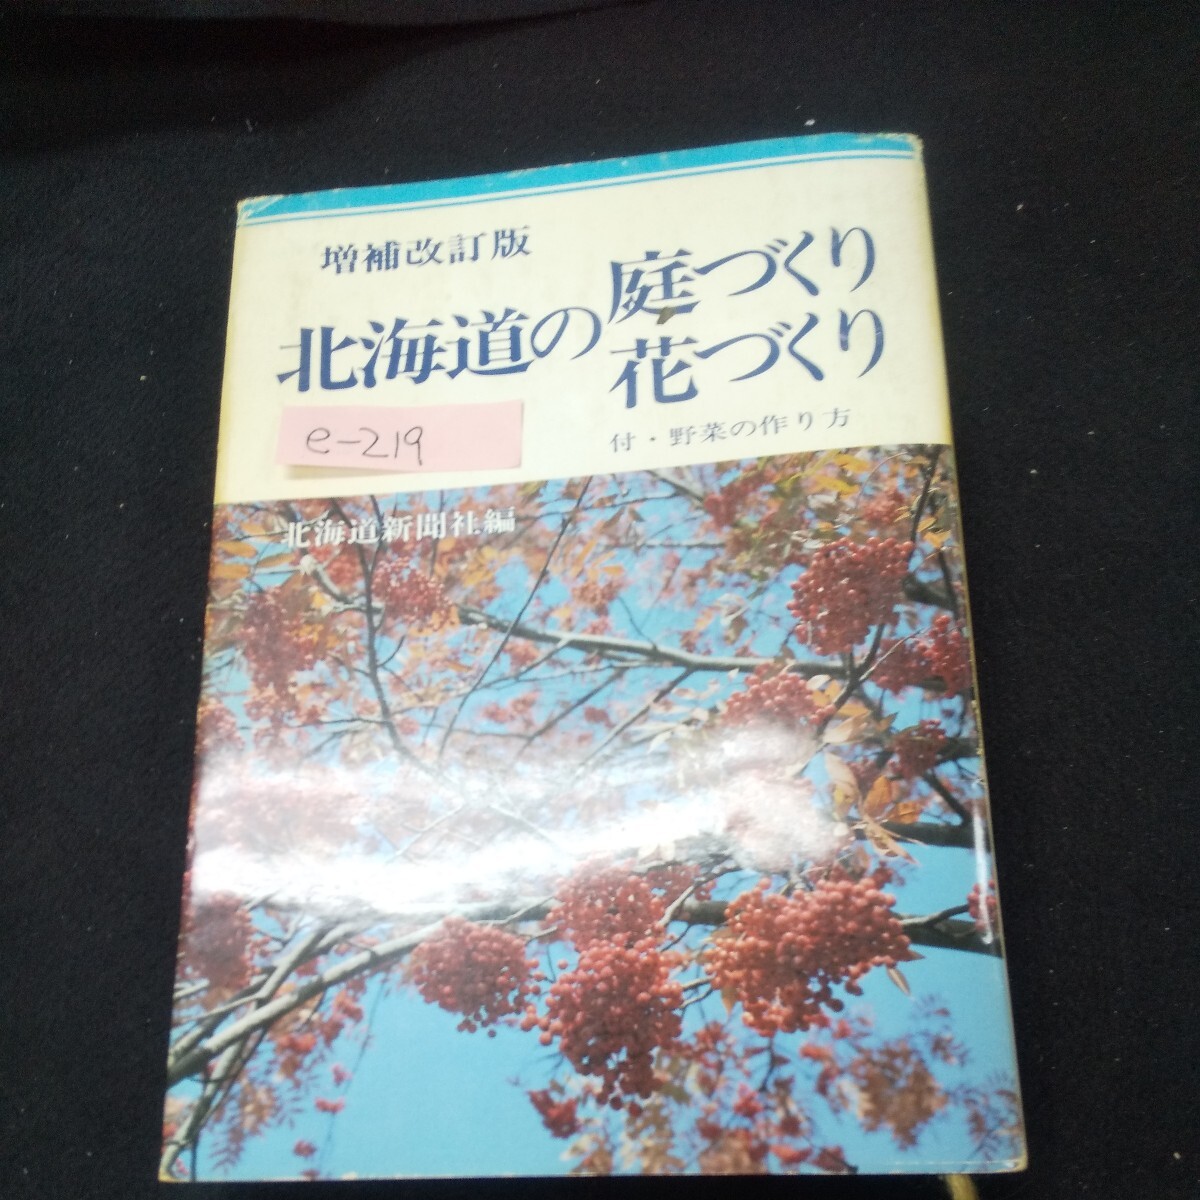 増補改訂版
北海道の庭づくり
花づくり
付・野菜の作り方
e-219
北海道新聞社編